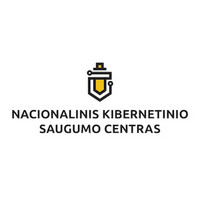 NACIONALINIS KIBERNETINIO
SAUGUMO CENTRAS